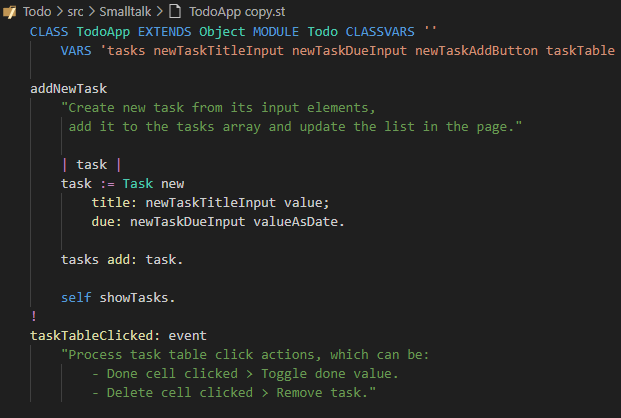 Todo > src > Smalltalk > TodoApp copy.st
CLASS TodoApp EXTENDS Object MODULE Todo CLASSVARS ''
VARS 'tasks newTaskTitleInput newTaskDueInput newTaskAddButton taskTable
addNewTask
"Create new task from its input elements,
add it to the tasks array and update the list in the page."
| task |
task := Task new
title: newTaskTitleInput value;
due: newTaskDueInput valueAsDate.
tasks add: task.
self showTasks.
!
taskTableClicked: event
"Process task table click actions, which can be:
- Done cell clicked > Toggle done value.
- Delete cell clicked > Remove task."